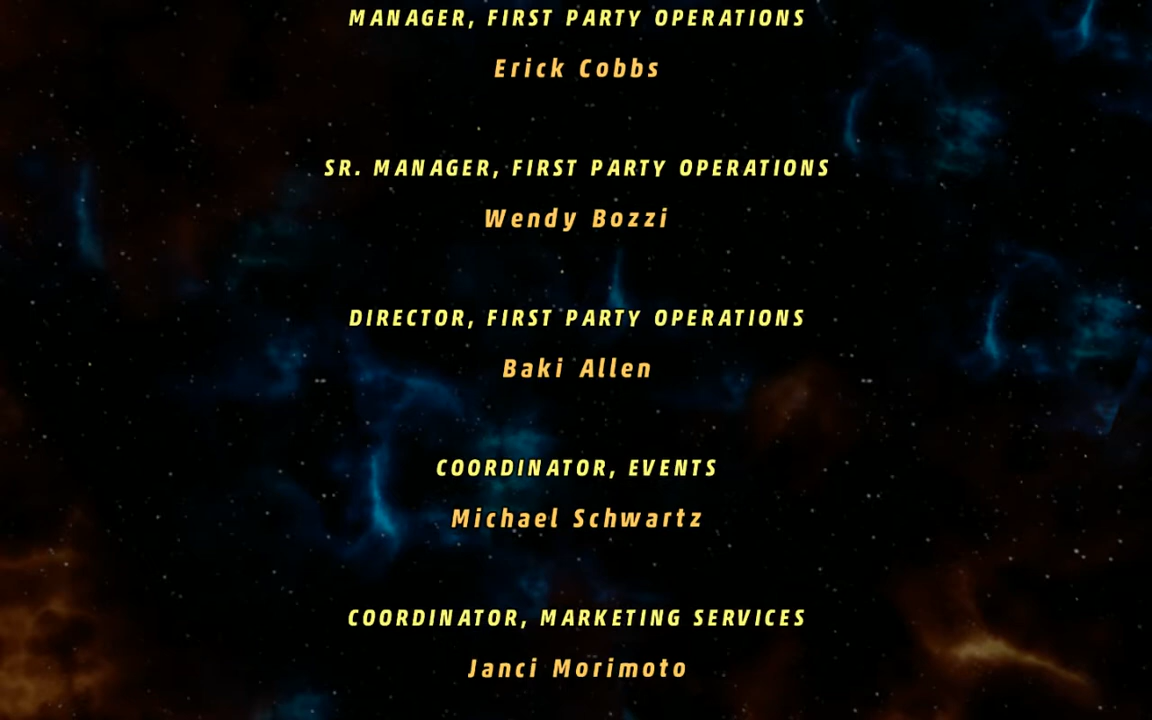 MANAGER, FIRST PARTY OPERATIONS
Erick Cobbs
SR. MANAGER, FIRST PARTY OPERATIONS
Wendy Bozzi
DIRECTOR, FIRST PARTY OPERATIONS
Baki Allen
COORDINATOR, EVENTS
Michael Schwartz
COORDINATOR, MARKETING SERVICES
Janci Morimoto